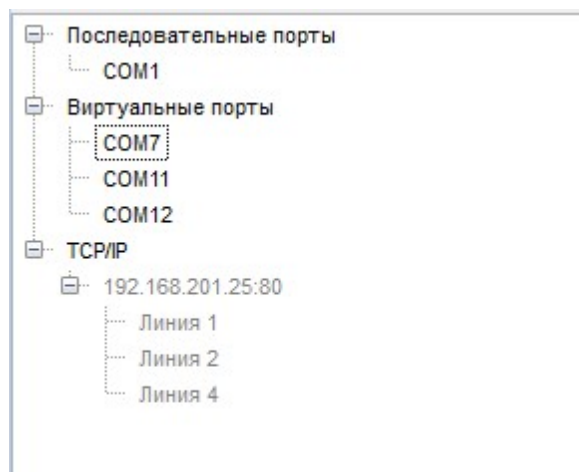 Последовательные порты
COM1
Виртуальные порты
COM7
COM11
COM12
TCP/IP
192.168.201.25:80
Линия 1
Линия 2
Линия 4